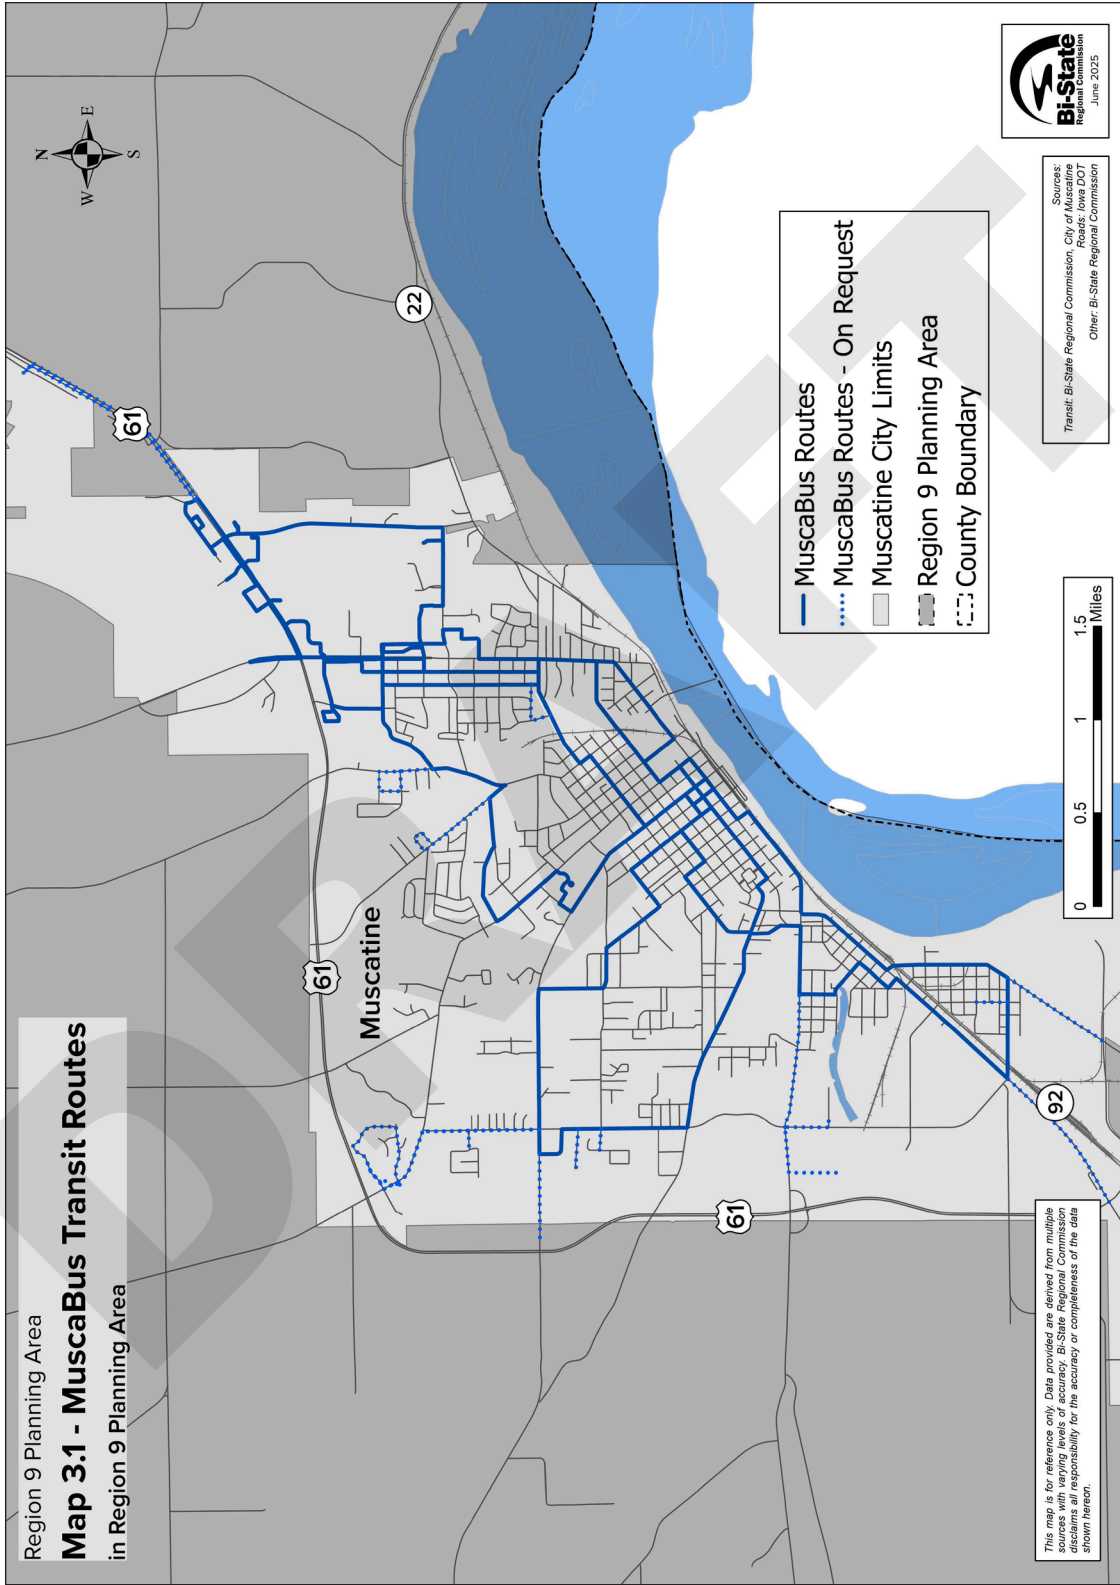 Region 9 Planning Area
Map 3.1 - MuscaBus Transit Routes
in Region 9 Planning Area
N
W
E
S
61
22
61
Muscatine
61
92
MuscaBus Routes
MuscaBus Routes - On Request
Muscatine City Limits
Region 9 Planning Area
County Boundary
0
0.5
1
1.5
Miles
This map is for reference only. Data provided are derived from multiple
sources with varying levels of accuracy. Bi-State Regional Commission
disclaims all responsibility for the accuracy or completeness of the data
shown hereon.
Sources:
Transit: Bi-State Regional Commission, City of Muscatine
Roads: Iowa DOT
Other: Bi-State Regional Commission
Bi-State
Regional Commission
June 2025
DRAFT